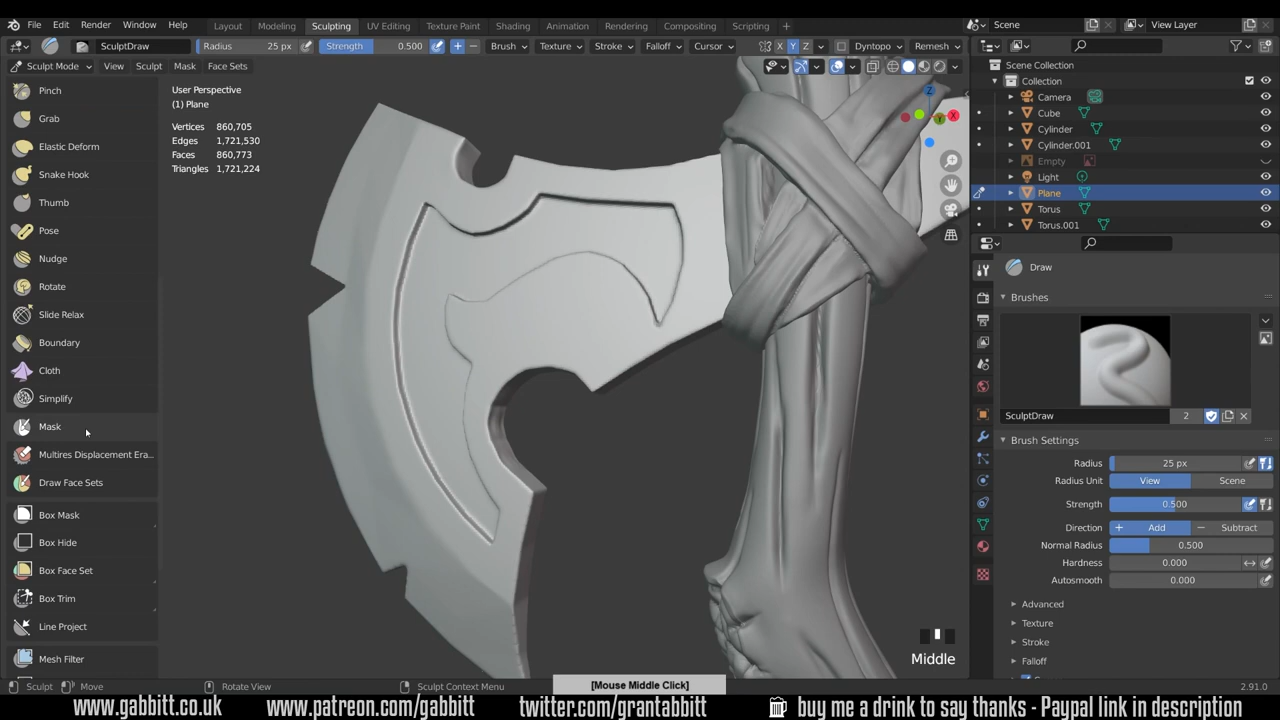 File Edit Render Window Help Layout Modeling Sculpting UV Editing Texture Paint Shading Animation Rendering Compositing Scripting + Scene View Layer
SculptDraw Radius 25 px Strength 0.500 Brush Texture Stroke Falloff Cursor X Y Z Dyntopo Remesh
Sculpt Mode View Sculpt Mask Face Sets
Scene Collection
Collection
Camera
Cube
Cylinder
Cylinder.001
Empty
Light
Plane
Torus
Torus.001
Pinch
Grab
Elastic Deform
Snake Hook
Thumb
Pose
Nudge
Rotate
Slide Relax
Boundary
Cloth
Simplify
Mask
Multires Displacement Era...
Draw Face Sets
Box Mask
Box Hide
Box Face Set
Box Trim
Line Project
Mesh Filter
User Perspective
(1) Plane
Vertices 860,705
Edges 1,721,530
Faces 860,773
Triangles 1,721,224
Z
X
Y
Draw
Brushes
SculptDraw 2
Brush Settings
Radius 25 px
Radius Unit View Scene
Strength 0.500
Direction + Add Subtract
Normal Radius 0.500
Hardness 0.000
Autosmooth 0.000
Advanced
Texture
Stroke
Falloff
Middle
Sculpt Move Rotate View Sculpt Context Menu 2.91.0
[Mouse Middle Click]
www.gabbitt.co.uk www.patreon.com/gabbitt twitter.com/grantabbitt buy me a drink to say thanks - Paypal link in description